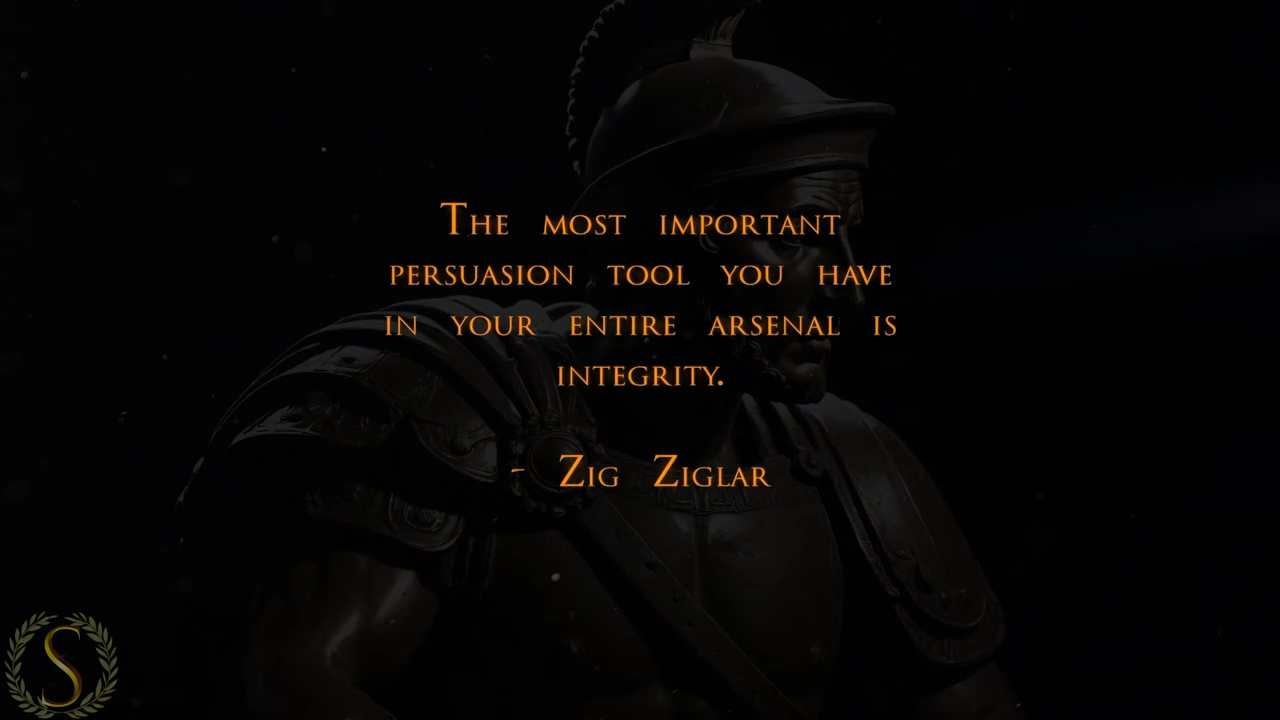 The most important
persuasion tool you have
in your entire arsenal is
integrity.
- Zig Ziglar
S